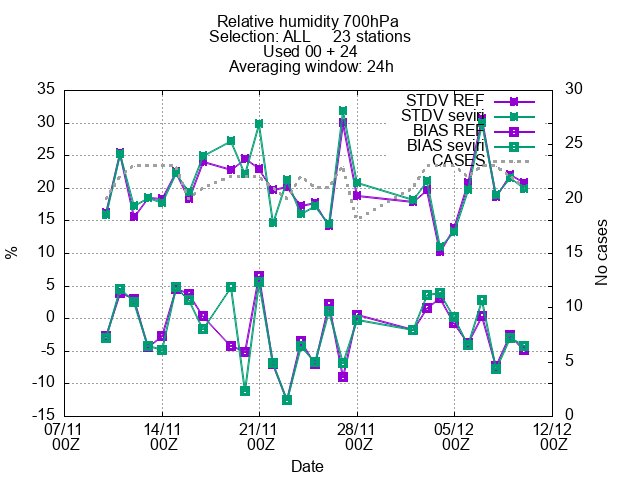 Relative humidity 700hPa
Selection: ALL 23 stations
Used 00 + 24
Averaging window: 24h
STDV REF
STDV seviri
BIAS REF
BIAS seviri
CASES
35
30
25
20
15
10
5
0
-5
-10
-15
%
30
25
20
15
10
5
0
No cases
07/11 14/11 21/11 28/11 05/12 12/12
00Z 00Z 00Z 00Z 00Z 00Z
Date